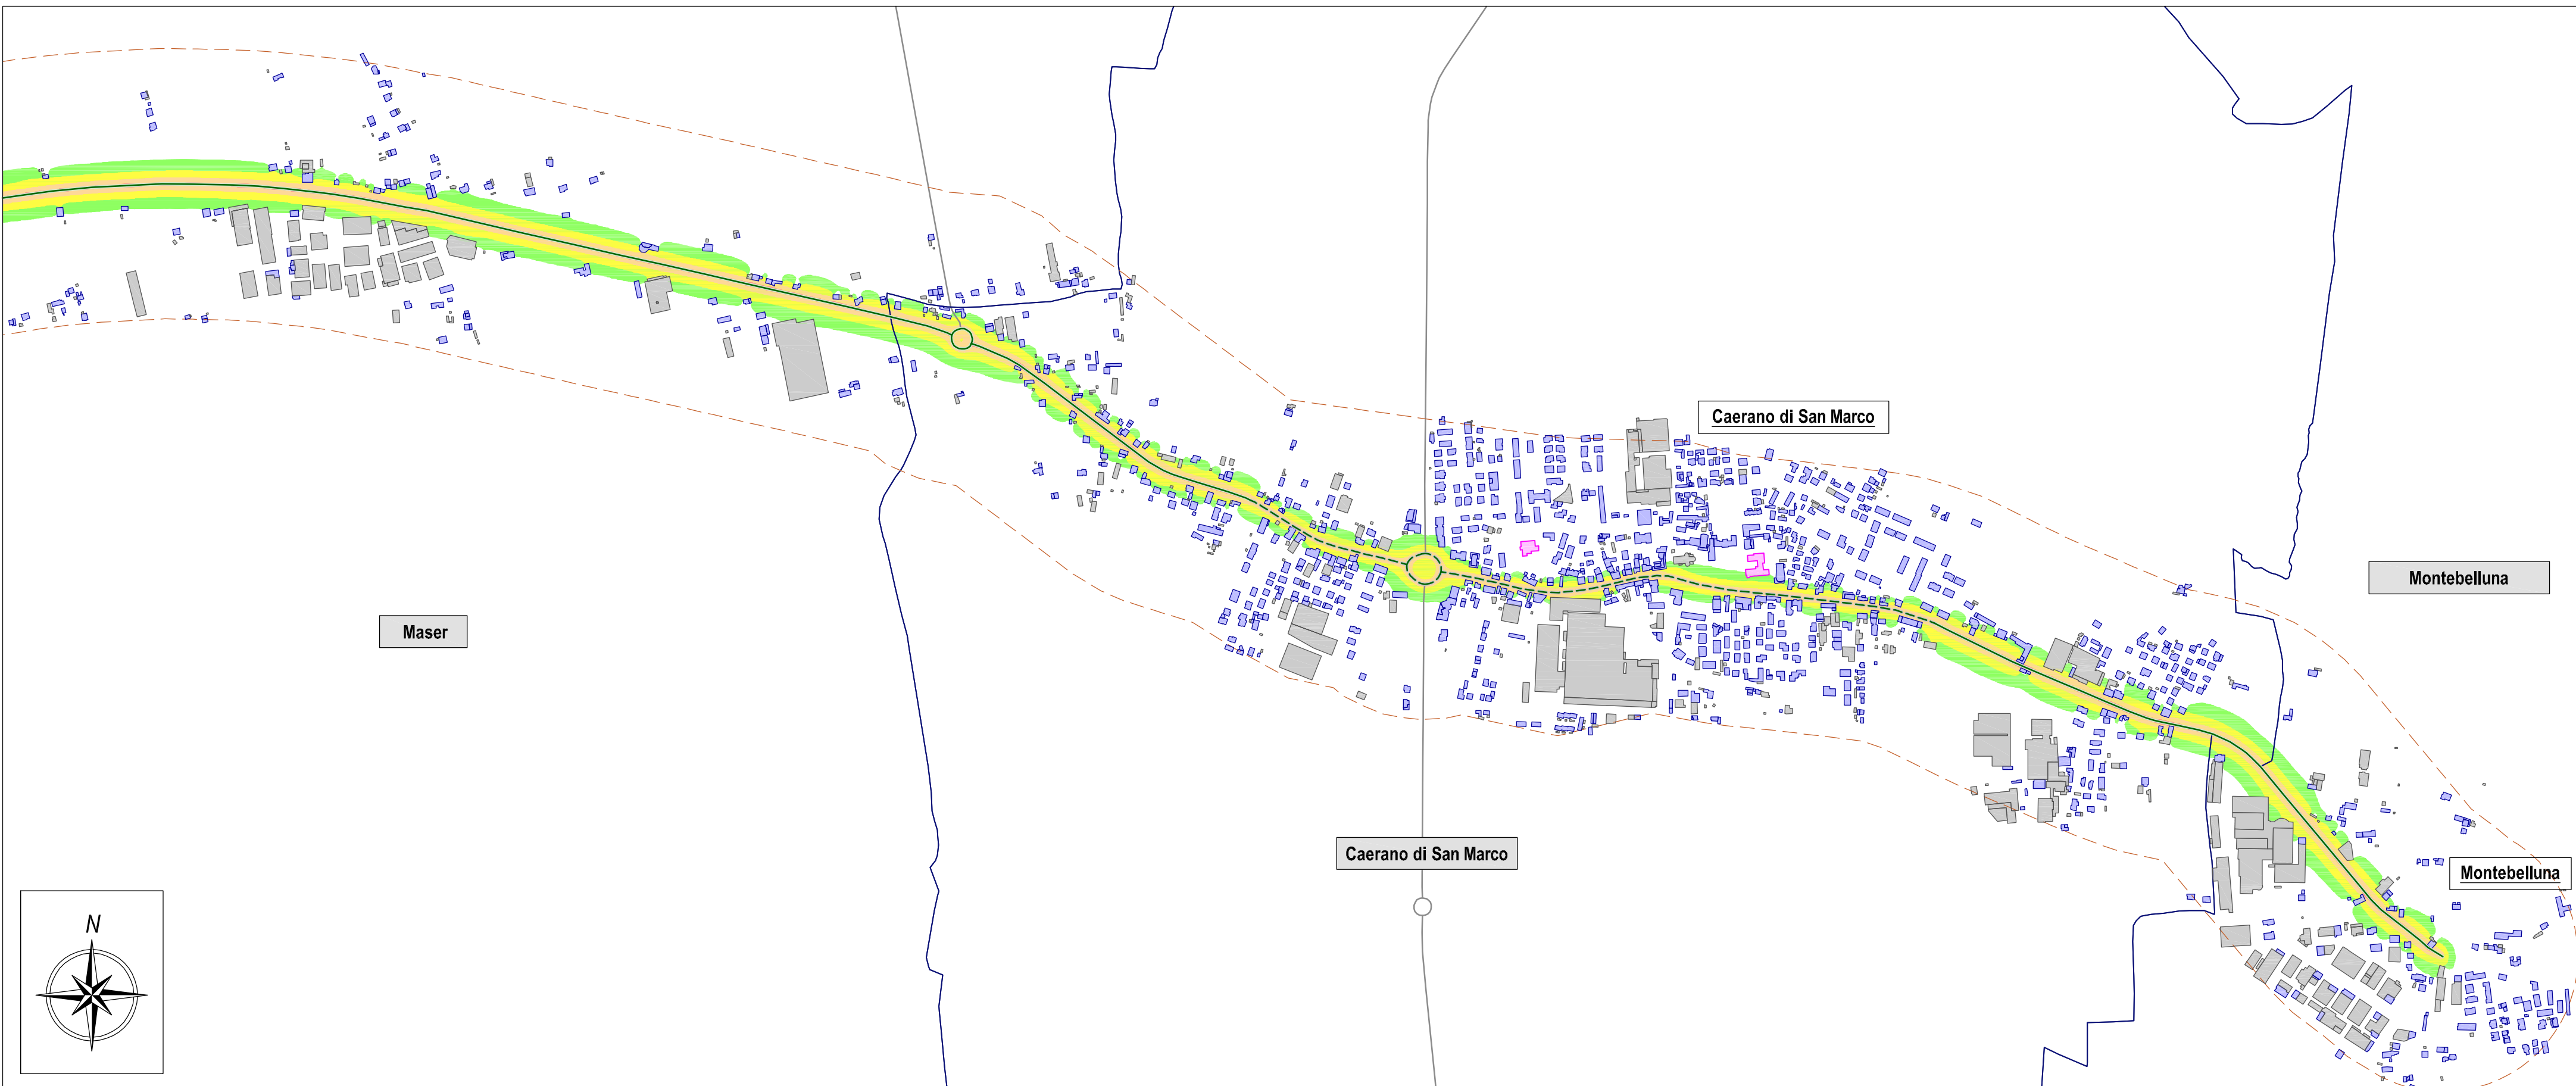 Caerano di San Marco
Montebelluna
Maser
Caerano di San Marco
Montebelluna
N